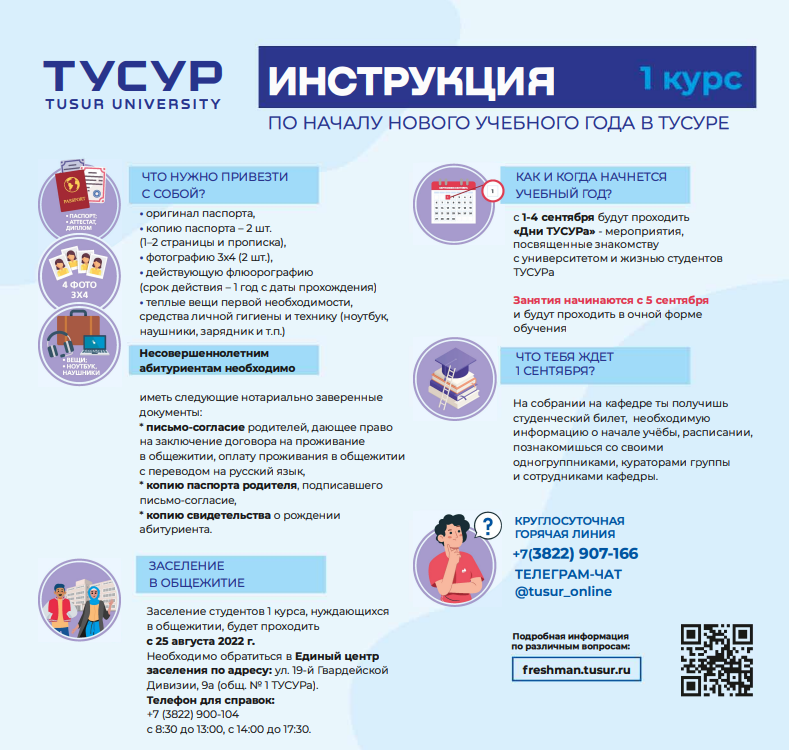 ТУСУР
TUSUR UNIVERSITY
ИНСТРУКЦИЯ
1 курс
ПО НАЧАЛУ НОВОГО УЧЕБНОГО ГОДА В ТУСУРЕ
PASSPORT
• ПАСПОРТ;
• АТТЕСТАТ,
ДИПЛОМ
4 ФОТО
3Х4
• ВЕЩИ;
• НОУТБУК,
НАУШНИКИ
ЧТО НУЖНО ПРИВЕЗТИ
С СОБОЙ?
• оригинал паспорта,
• копию паспорта – 2 шт.
(1–2 страницы и прописка),
• фотографию 3х4 (2 шт.),
• действующую флюорографию
(срок действия – 1 год с даты прохождения)
• теплые вещи первой необходимости,
средства личной гигиены и технику (ноутбук,
наушники, зарядник и т.п.)
Несовершеннолетним
абитуриентам необходимо
иметь следующие нотариально заверенные
документы:
* письмо-согласие родителей, дающее право
на заключение договора на проживание
в общежитии, оплату проживания в общежитии
с переводом на русский язык,
* копию паспорта родителя, подписавшего
письмо-согласие,
* копию свидетельства о рождении
абитуриента.
ЗАСЕЛЕНИЕ
В ОБЩЕЖИТИЕ
Заселение студентов 1 курса, нуждающихся
в общежитии, будет проходить
с 25 августа 2022 г.
Необходимо обратиться в Единый центр
заселения по адресу: ул. 19-й Гвардейской
Дивизии, 9а (общ. № 1 ТУСУРа).
Телефон для справок:
+7 (3822) 900-104
с 8:30 до 13:00, с 14:00 до 17:30.
1
КАК И КОГДА НАЧНЕТСЯ
УЧЕБНЫЙ ГОД?
с 1-4 сентября будут проходить
«Дни ТУСУРа» - мероприятия,
посвященные знакомству
с университетом и жизнью студентов
ТУСУРа
Занятия начинаются с 5 сентября
и будут проходить в очной форме
обучения
ЧТО ТЕБЯ ЖДЕТ
1 СЕНТЯБРЯ?
На собрании на кафедре ты получишь
студенческий билет, необходимую
информацию о начале учёбы, расписании,
познакомишься со своими
одногруппниками, кураторами группы
и сотрудниками кафедры.
?
КРУГЛОСУТОЧНАЯ
ГОРЯЧАЯ ЛИНИЯ
+7(3822) 907-166
ТЕЛЕГРАМ-ЧАТ
@tusur_online
Подробная информация
по различным вопросам:
freshman.tusur.ru